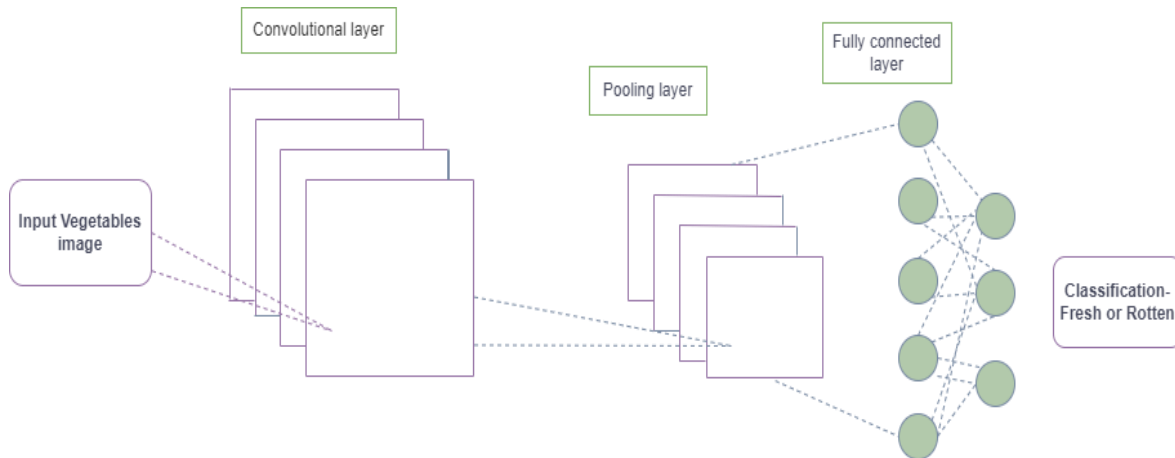 Convolutional layer
Fully connected
layer
Pooling layer
Input Vegetables
image
Classification-
Fresh or Rotten